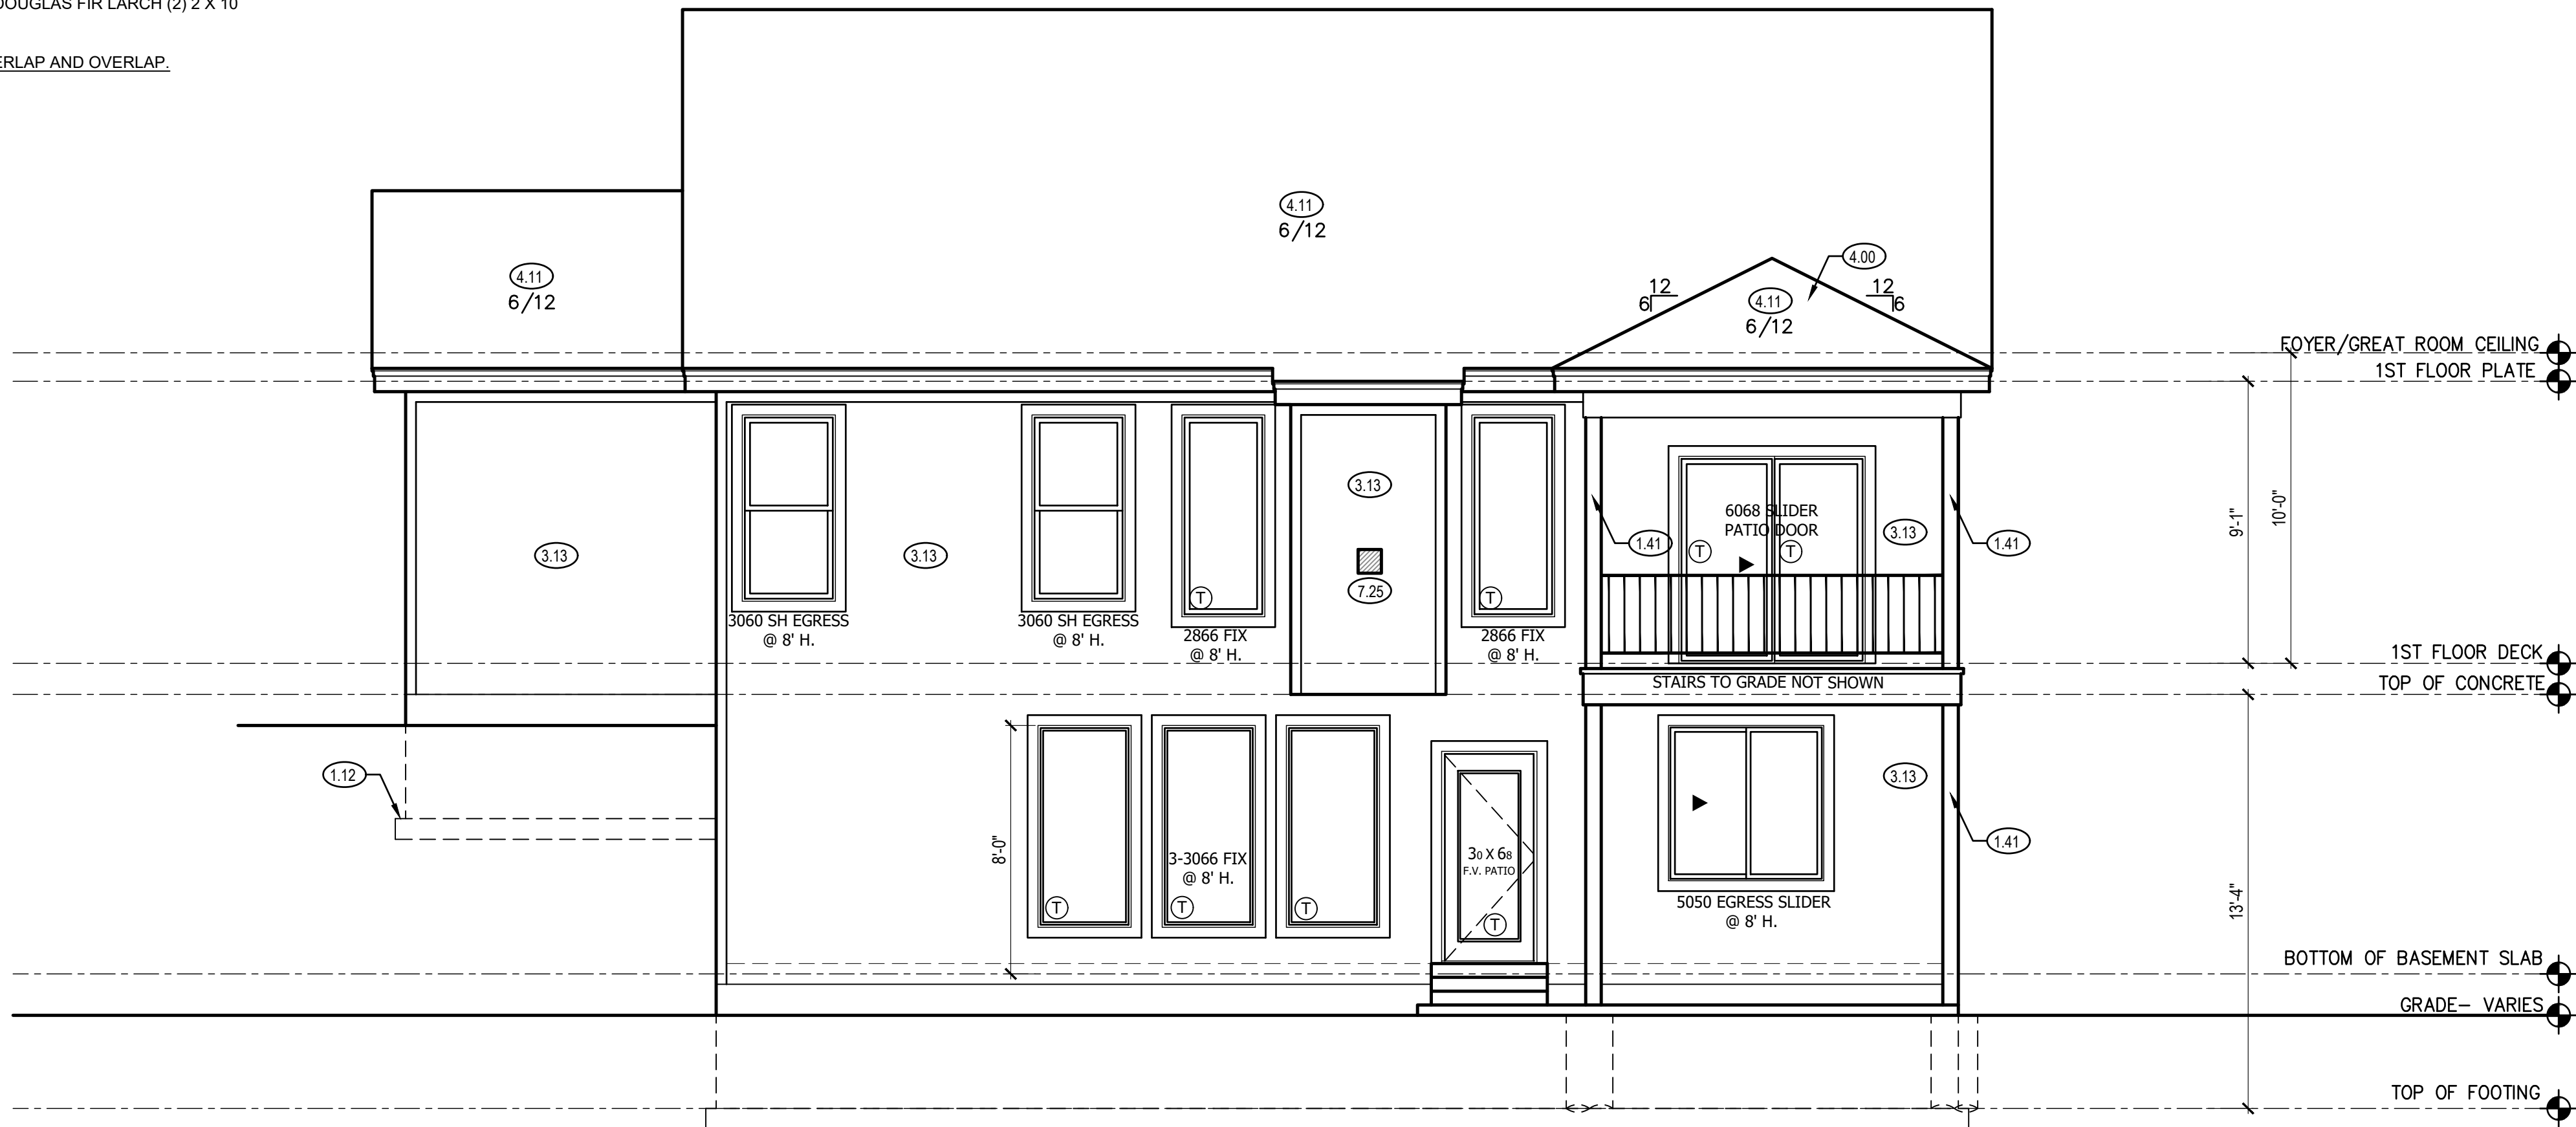 DOUGLAS FIR LARCH (2) 2 X 10
ERLAP AND OVERLAP.
4.11
6/12
4.11
6/12
4.00
12
6
12
6
4.11
6/12
FOYER/GREAT ROOM CEILING
1ST FLOOR PLATE
3.13
3.13
3.13
7.25
3.13
1.41
1.41
6068 SLIDER
PATIO DOOR
T
T
T
T
9'-1"
10'-0"
3060 SH EGRESS
@ 8' H.
3060 SH EGRESS
@ 8' H.
2866 FIX
@ 8' H.
2866 FIX
@ 8' H.
1ST FLOOR DECK
TOP OF CONCRETE
STAIRS TO GRADE NOT SHOWN
1.12
8'-0"
3-3066 FIX
@ 8' H.
T
T
T
30 X 68
F.V. PATIO
T
3.13
1.41
5050 EGRESS SLIDER
@ 8' H.
13'-4"
BOTTOM OF BASEMENT SLAB
GRADE- VARIES
TOP OF FOOTING